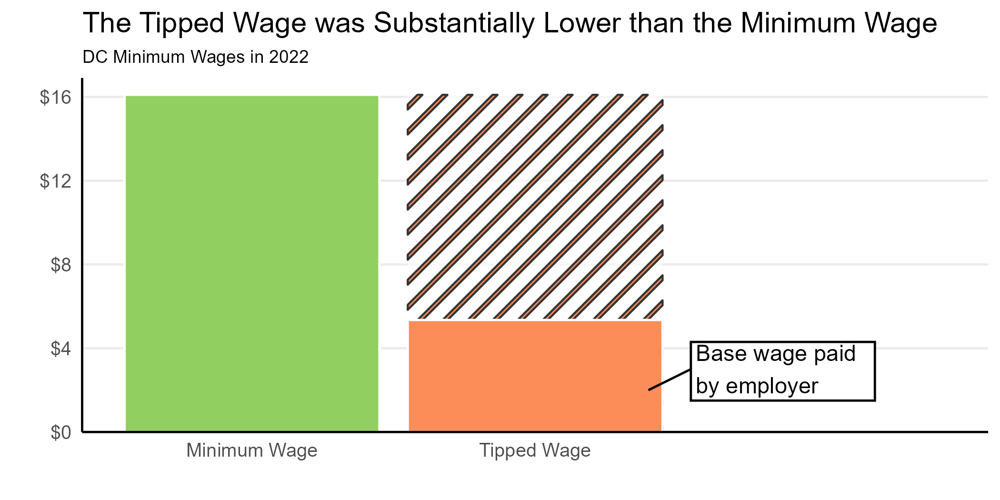 The Tipped Wage was Substantially Lower than the Minimum Wage
DC Minimum Wages in 2022
$16
$12
$8
$4
$0
Base wage paid
by employer
Minimum Wage
Tipped Wage